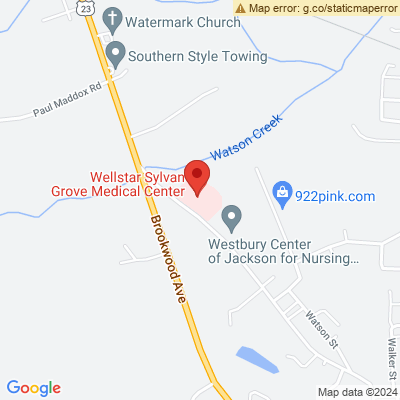 Map error: g.co/staticmaperror
23
Watermark Church
Southern Style Towing
Paul Maddox Rd
Watson Creek
Wellstar Sylvan
Grove Medical Center
922pink.com
Brookwood Ave
Westbury Center
of Jackson for Nursing...
Watson St
Walker St
Google
Map data ©2024